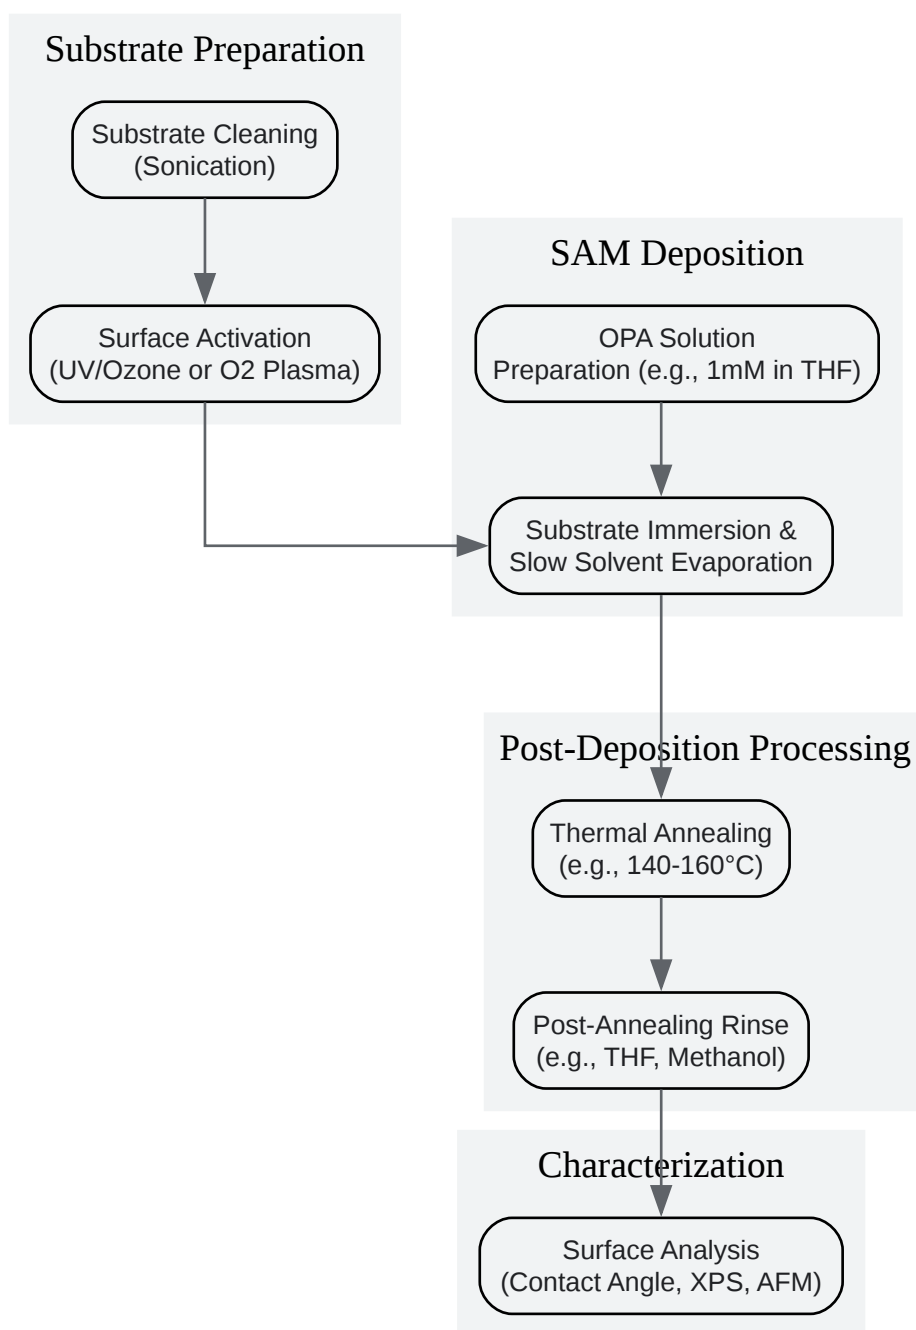 Substrate Preparation
Substrate Cleaning
(Sonication)
Surface Activation
(UV/Ozone or O2 Plasma)
SAM Deposition
OPA Solution
Preparation (e.g., 1mM in THF)
Substrate Immersion &
Slow Solvent Evaporation
Post-Deposition Processing
Thermal Annealing
(e.g., 140-160°C)
Post-Annealing Rinse
(e.g., THF, Methanol)
Characterization
Surface Analysis
(Contact Angle, XPS, AFM)